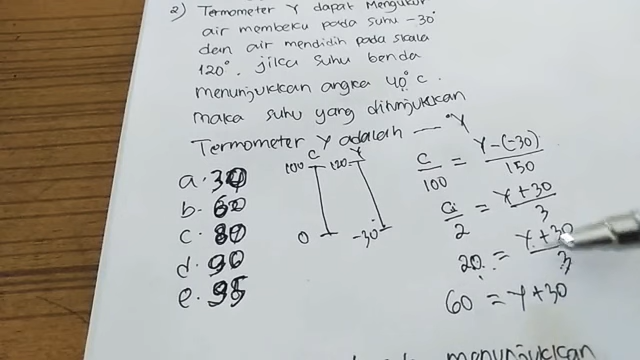 2) Termometer Y dapat Mengukur
air membeku pada suhu -30°
dan air mendidih pada skala
120°. jika suhu benda
menunjukkan angka 40°C.
maka suhu yang ditunjukkan
Termometer Y adalah — °Y
a. 30
b. 60
c. 80
d. 90
e. 95
C Y
100 120
0 -30
C/100 = Y-(-30)/150
C/2 = Y+30/3
20 = Y+30/3
60 = Y+30
menunjukkan